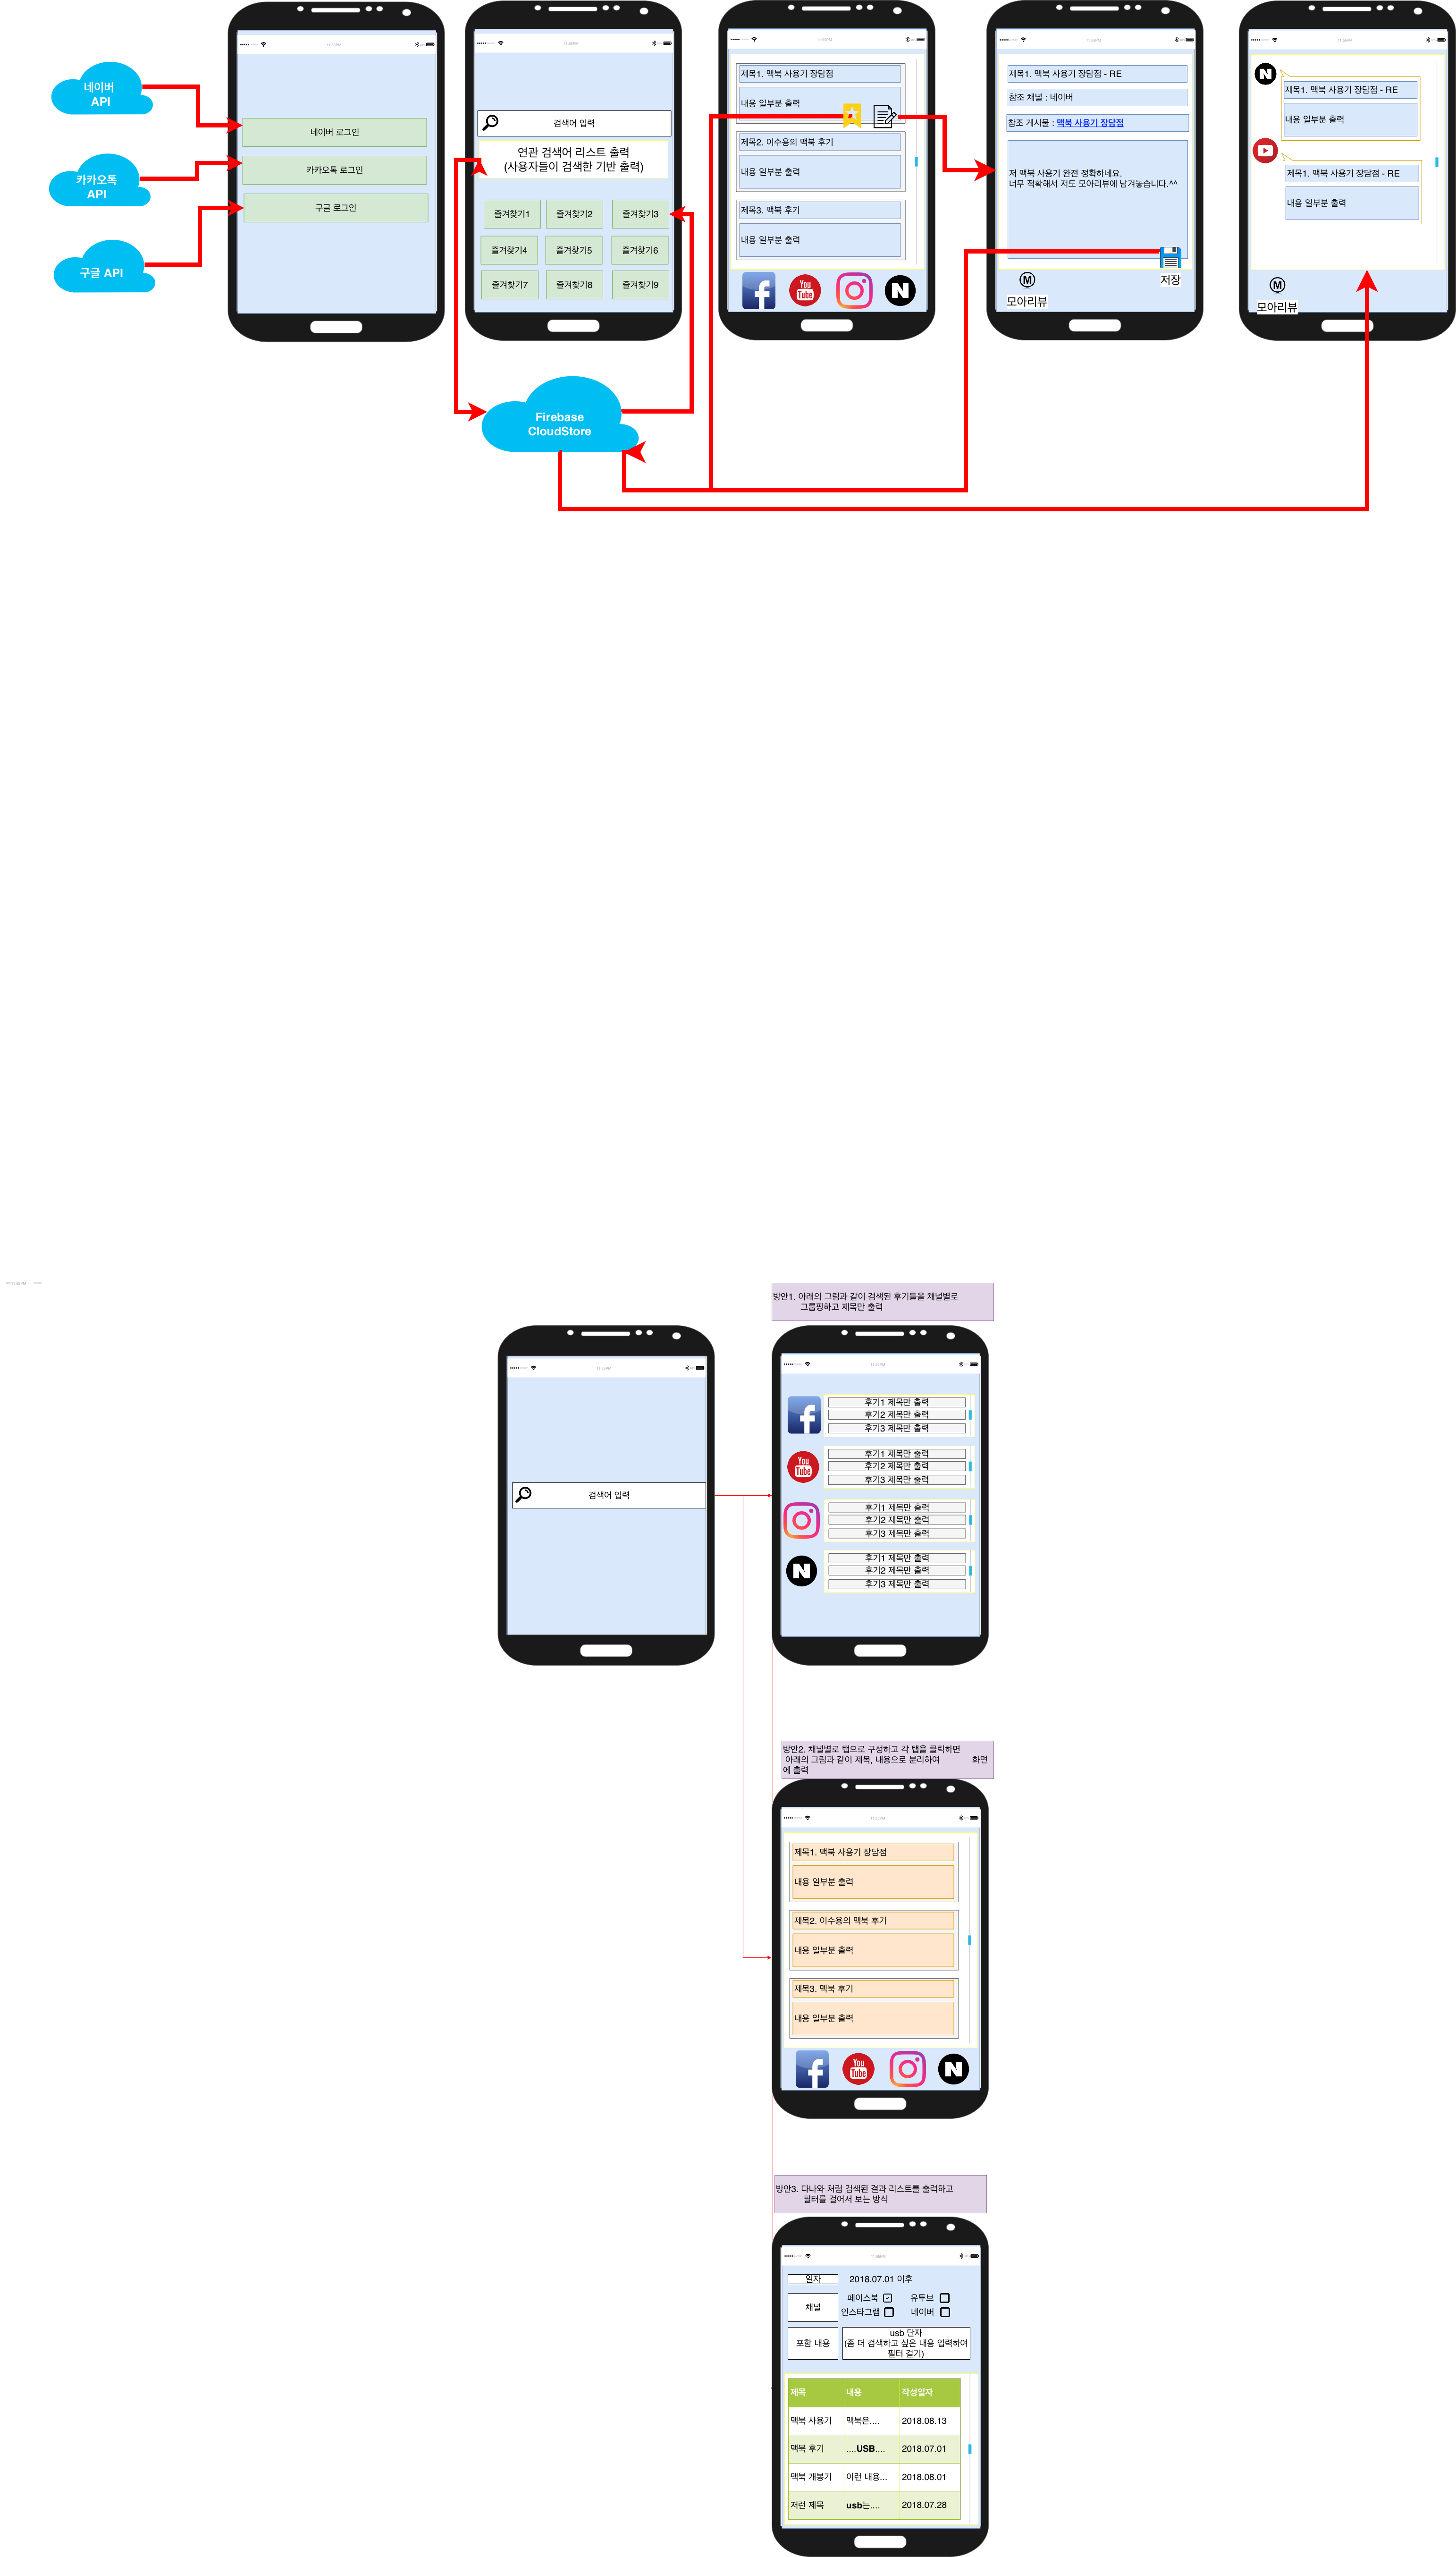 네이버
API
카카오톡
API
구글 API
네이버 로그인
카카오톡 로그인
구글 로그인
검색어 입력
연관 검색어 리스트 출력
(사용자들이 검색한 기반 출력)
즐겨찾기1
즐겨찾기2
즐겨찾기3
즐겨찾기4
즐겨찾기5
즐겨찾기6
즐겨찾기7
즐겨찾기8
즐겨찾기9
Firebase
CloudStore
제목1. 맥북 사용기 장담점
내용 일부분 출력
제목2. 이수용의 맥북 후기
내용 일부분 출력
제목3. 맥북 후기
내용 일부분 출력
You
Tube
N
제목1. 맥북 사용기 장담점 - RE
참조 채널 : 네이버
참조 게시물 : 맥북 사용기 장담점
저 맥북 사용기 완전 정확하네요.
너무 적확해서 저도 모아리뷰에 남겨놓습니다.^^
저장
M
모아리뷰
N
제목1. 맥북 사용기 장담점 - RE
내용 일부분 출력
제목1. 맥북 사용기 장담점 - RE
내용 일부분 출력
M
모아리뷰
검색어 입력
방안1. 아래의 그림과 같이 검색된 후기들을 채널별로
그룹핑하고 제목만 출력
후기1 제목만 출력
후기2 제목만 출력
후기3 제목만 출력
You
Tube
후기1 제목만 출력
후기2 제목만 출력
후기3 제목만 출력
후기1 제목만 출력
후기2 제목만 출력
후기3 제목만 출력
N
후기1 제목만 출력
후기2 제목만 출력
후기3 제목만 출력
방안2. 채널별로 탭으로 구성하고 각 탭을 클릭하면
아래의 그림과 같이 제목, 내용으로 분리하여 화면
에 출력
제목1. 맥북 사용기 장담점
내용 일부분 출력
제목2. 이수용의 맥북 후기
내용 일부분 출력
제목3. 맥북 후기
내용 일부분 출력
You
Tube
N
방안3. 다나와 처럼 검색된 결과 리스트를 출력하고
필터를 걸어서 보는 방식
일자 2018.07.01 이후
채널
페이스북 유투브
인스타그램 네이버
포함 내용
usb 단자
(좀 더 검색하고 싶은 내용 입력하여
필터 걸기)
제목 내용 작성일자
맥북 사용기 맥북은.... 2018.08.13
맥북 후기 ....USB.... 2018.07.01
맥북 개봉기 이런 내용... 2018.08.01
저런 제목 usb는.... 2018.07.28